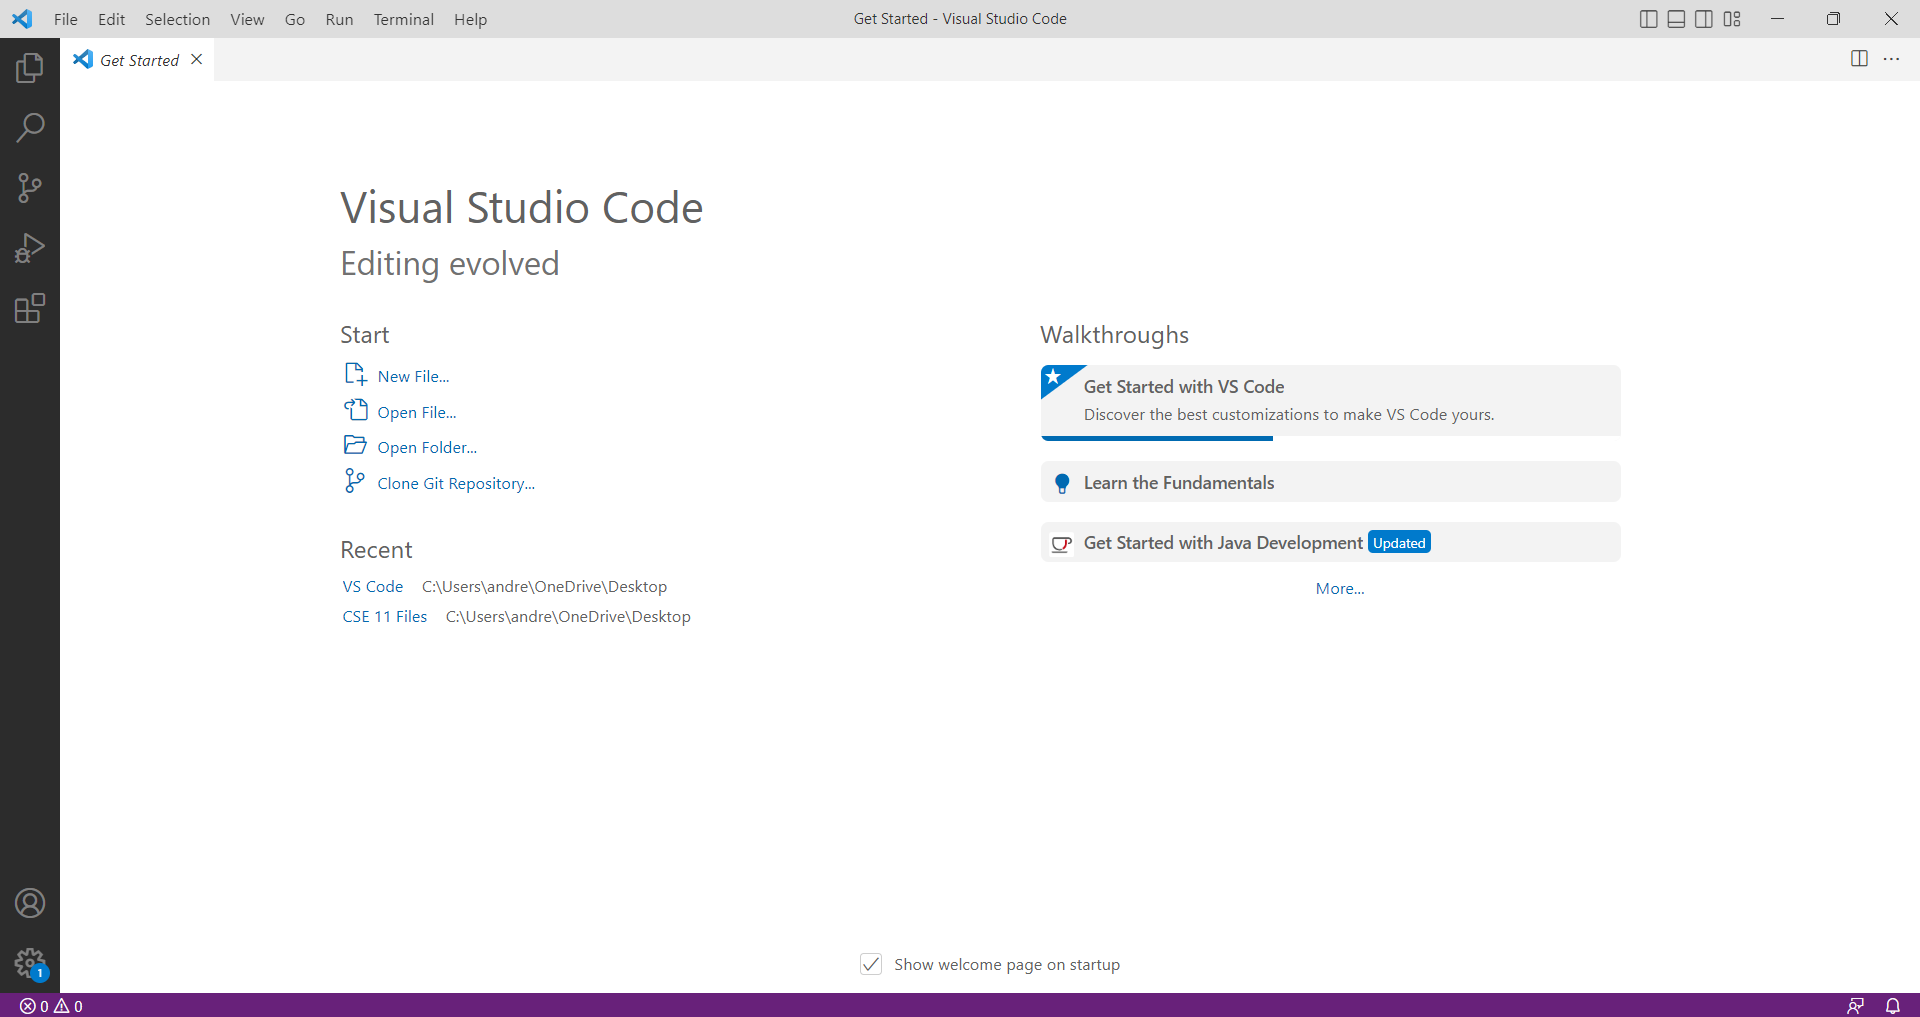 File Edit Selection View Go Run Terminal Help Get Started - Visual Studio Code
Get Started
Visual Studio Code
Editing evolved
Start
New File...
Open File...
Open Folder...
Clone Git Repository...
Recent
VS Code C:\Users\andre\OneDrive\Desktop
CSE 11 Files C:\Users\andre\OneDrive\Desktop
Walkthroughs
Get Started with VS Code
Discover the best customizations to make VS Code yours.
Learn the Fundamentals
Get Started with Java Development Updated
More...
1
Show welcome page on startup
0 0